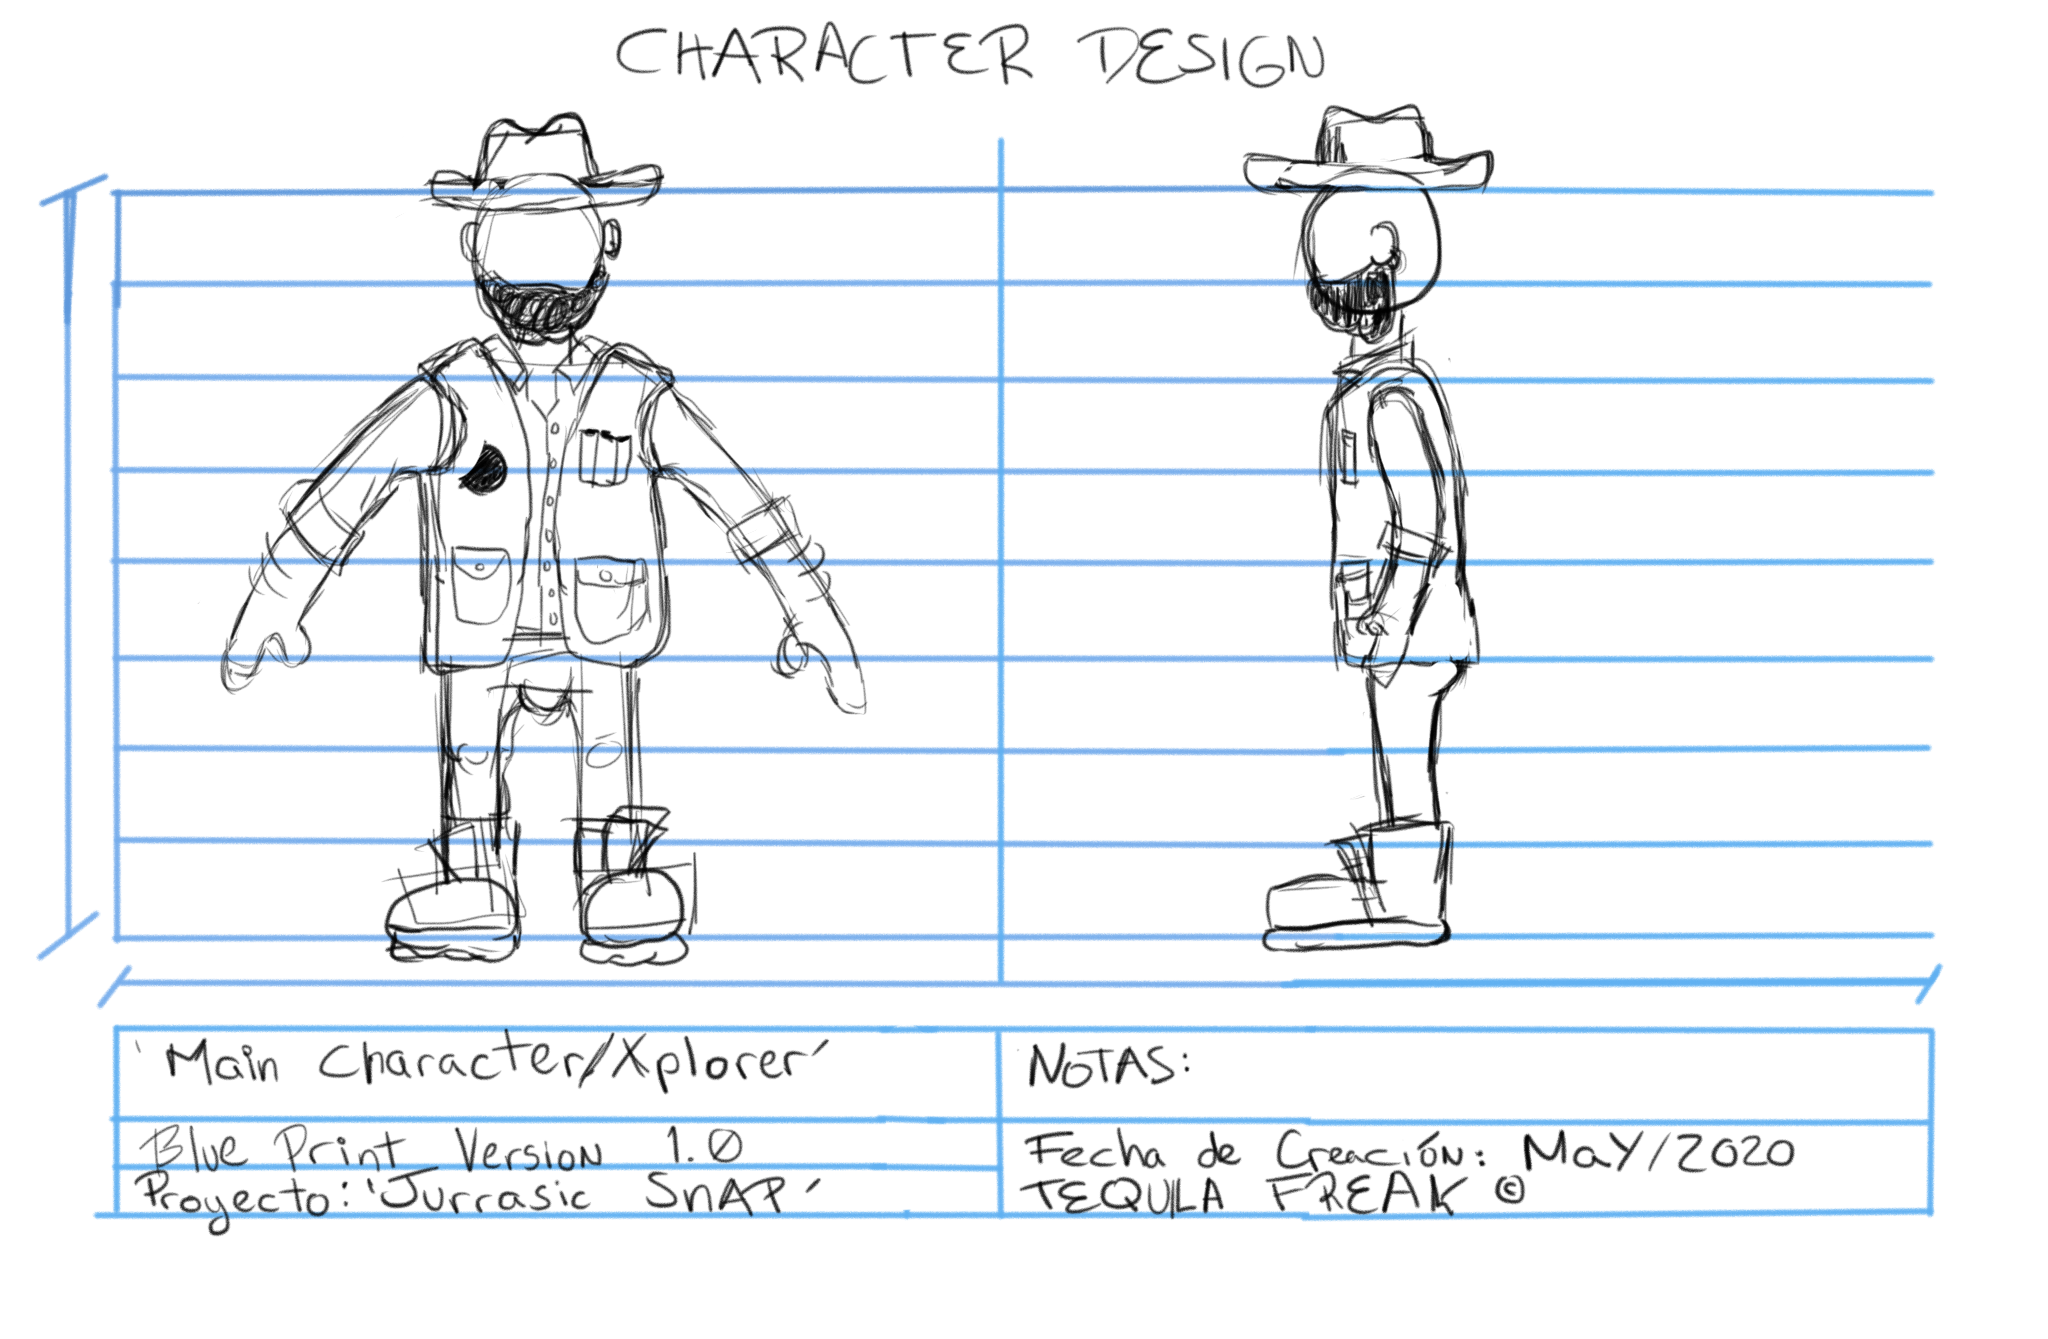 CHARACTER DESIGN
'Main Character/Xplorer'
NOTAS:
Blue Print Version 1.0
Fecha de Creación: MaY/2020
Proyecto: 'Jurrasic SnAP'
TEQUILA FREAK ©